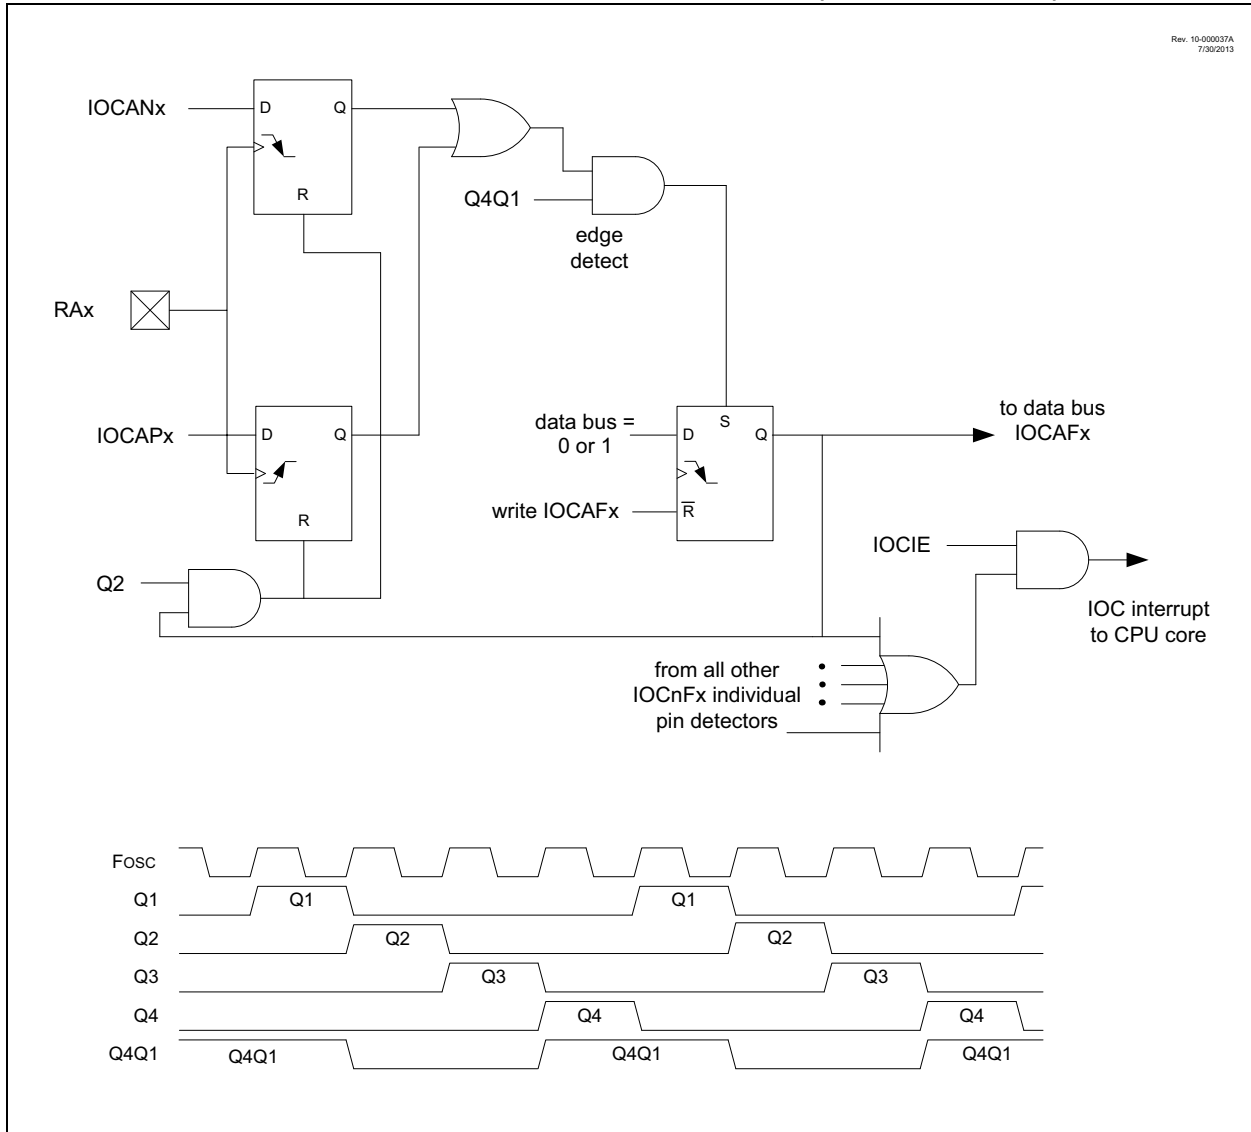 Rev. 10-000037A
7/30/2013
IOCANx
D
Q
R
Q4Q1
edge
detect
RAx
IOCAPx
D
Q
R
data bus =
0 or 1
D
S
Q
to data bus
IOCAFx
write IOCAFx
R
IOCIE
Q2
IOC interrupt
to CPU core
from all other
IOCnFx individual
pin detectors
FOSC
Q1
Q1
Q1
Q2
Q2
Q2
Q3
Q3
Q3
Q4
Q4
Q4
Q4Q1
Q4Q1
Q4Q1
Q4Q1